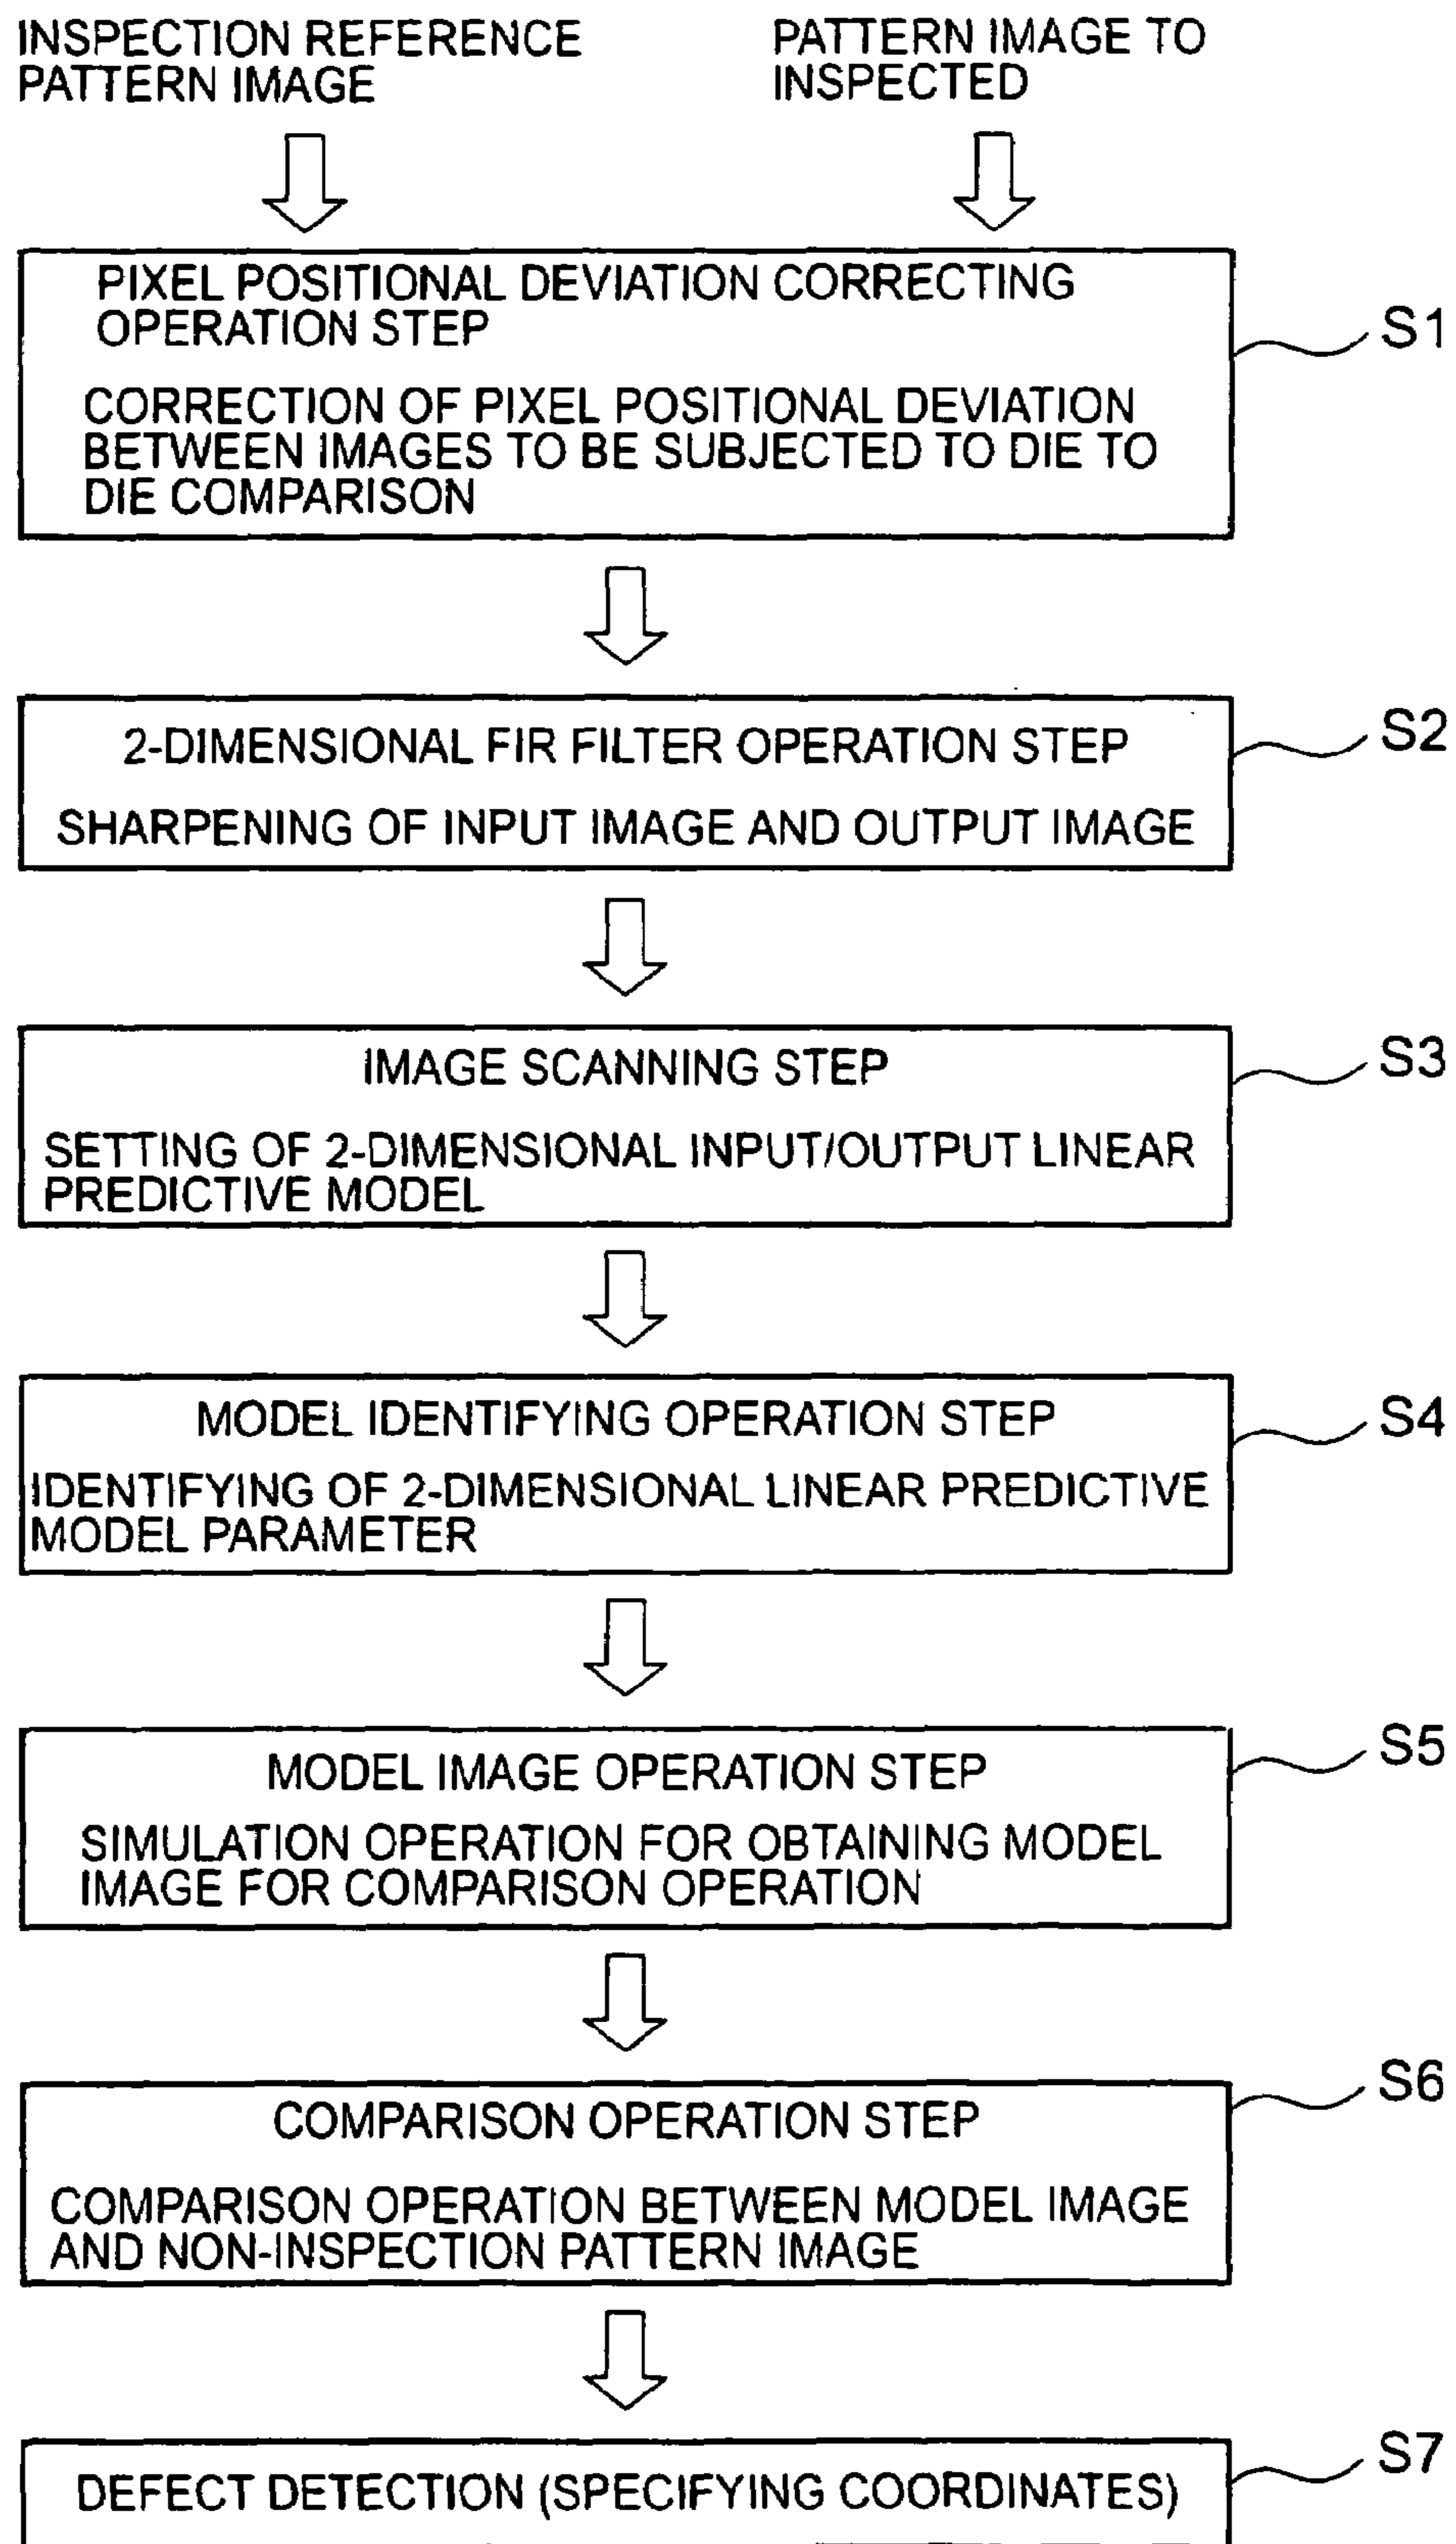 INSPECTION REFERENCE
PATTERN IMAGE
PATTERN IMAGE TO
INSPECTED
PIXEL POSITIONAL DEVIATION CORRECTING
OPERATION STEP
CORRECTION OF PIXEL POSITIONAL DEVIATION
BETWEEN IMAGES TO BE SUBJECTED TO DIE TO
DIE COMPARISON
S1
2-DIMENSIONAL FIR FILTER OPERATION STEP
SHARPENING OF INPUT IMAGE AND OUTPUT IMAGE
S2
IMAGE SCANNING STEP
SETTING OF 2-DIMENSIONAL INPUT/OUTPUT LINEAR
PREDICTIVE MODEL
S3
MODEL IDENTIFYING OPERATION STEP
IDENTIFYING OF 2-DIMENSIONAL LINEAR PREDICTIVE
MODEL PARAMETER
S4
MODEL IMAGE OPERATION STEP
SIMULATION OPERATION FOR OBTAINING MODEL
IMAGE FOR COMPARISON OPERATION
S5
COMPARISON OPERATION STEP
COMPARISON OPERATION BETWEEN MODEL IMAGE
AND NON-INSPECTION PATTERN IMAGE
S6
DEFECT DETECTION (SPECIFYING COORDINATES)
S7